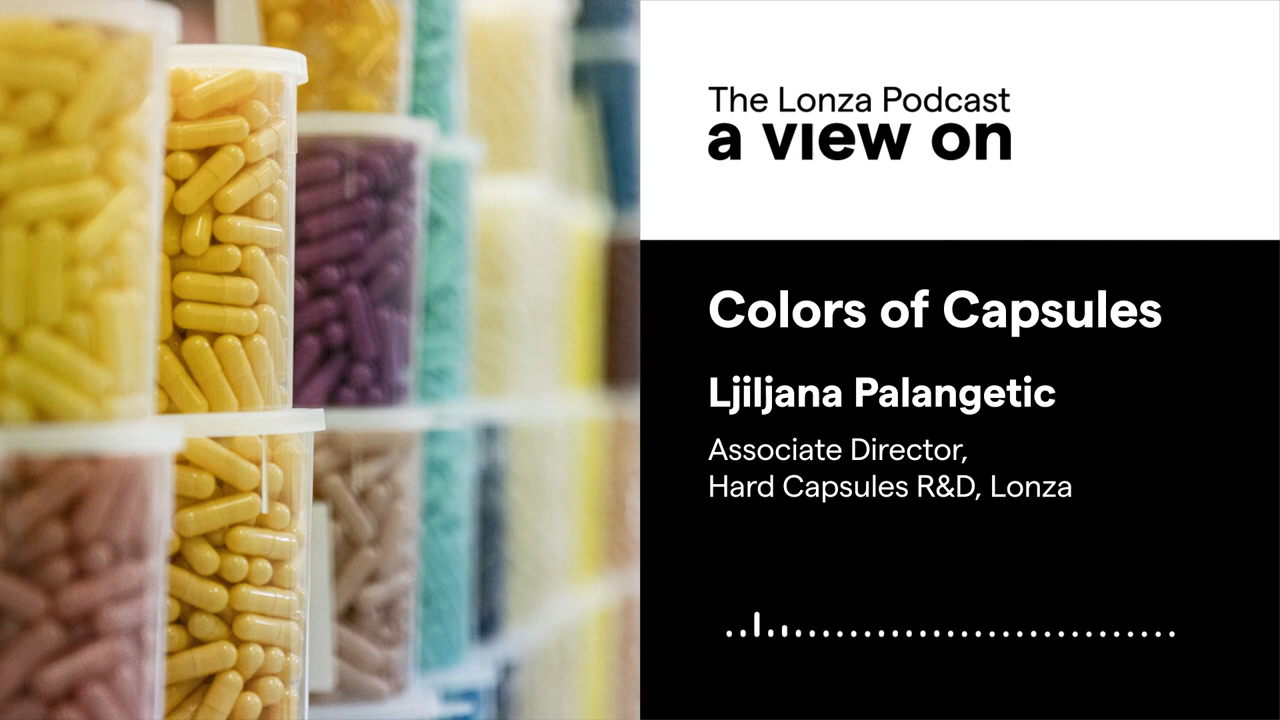 The Lonza Podcast
a view on
Colors of Capsules
Ljiljana Palangetic
Associate Director,
Hard Capsules R&D, Lonza